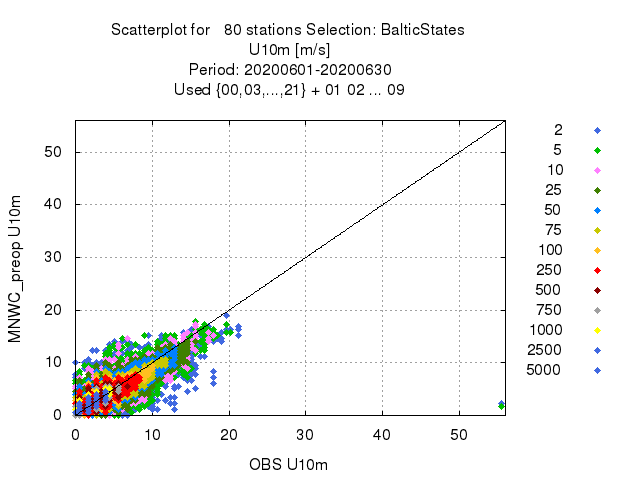 Scatterplot for 80 stations Selection: BalticStates
U10m [m/s]
Period: 20200601-20200630
Used {00,03,...,21} + 01 02 ... 09
50
40
30
20
10
0
MNWC_preop U10m
0 10 20 30 40 50
OBS U10m
2
5
10
25
50
75
100
250
500
750
1000
2500
5000